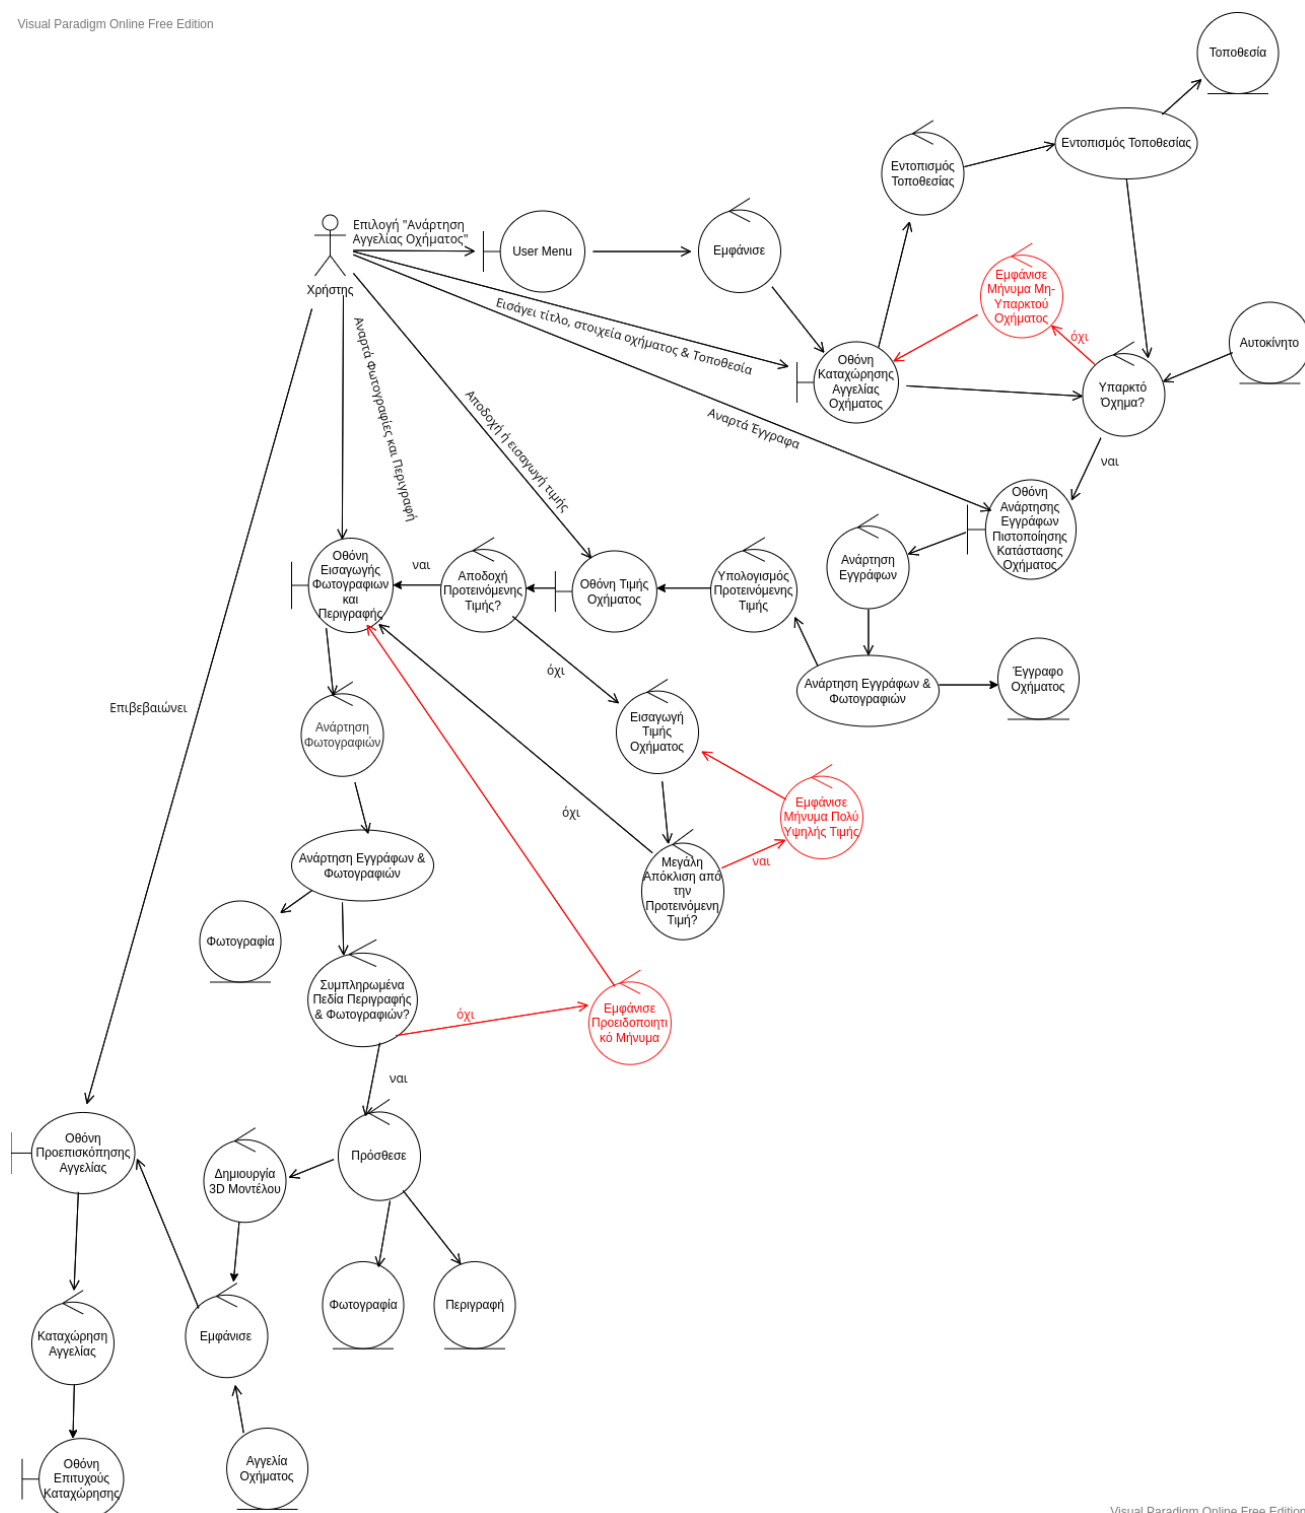 Visual Paradigm Online Free Edition
Τοποθεσία
Εντοπισμός Τοποθεσίας
Εντοπισμός
Τοποθεσίας
Επιλογή "Ανάρτηση
Αγγελίας Οχήματος"
User Menu
Εμφάνισε
Χρήστης
Εμφάνισε
Μήνυμα Μη-
Υπαρκτού
Οχήματος
όχι
Αυτοκίνητο
Εισάγει τίτλο, στοιχεία οχήματος & Τοποθεσία
Οθόνη
Καταχώρησης
Αγγελίας
Οχήματος
Υπαρκτό
Όχημα?
Αναρτά Φωτογραφίες και Περιγραφή
Αποδοχή ή εισαγωγή τιμής
Αναρτά Έγγραφα
ναι
Οθόνη
Ανάρτησης
Εγγράφων
Πιστοποίησης
Κατάστασης
Οχήματος
Οθόνη
Εισαγωγής
Φωτογραφιων
και
Περιγραφής
ναι
Αποδοχή
Προτεινόμενης
Τιμής?
Οθόνη Τιμής
Οχήματος
Υπολογισμός
Προτεινόμενης
Τιμής
Ανάρτηση
Εγγράφων
όχι
Ανάρτηση Εγγράφων &
Φωτογραφιών
Έγγραφο
Οχήματος
Επιβεβαιώνει
Ανάρτηση
Φωτογραφιών
Εισαγωγή
Τιμής
Οχήματος
όχι
Εμφάνισε
Μήνυμα Πολύ
Υψηλής Τιμής
ναι
Ανάρτηση Εγγράφων &
Φωτογραφιών
Μεγάλη
Απόκλιση από
την
Προτεινόμενη
Τιμή?
Φωτογραφία
Συμπληρωμένα
Πεδία Περιγραφής
& Φωτογραφιών?
όχι
Εμφάνισε
Προειδοποιητι
κό Μήνυμα
ναι
Οθόνη
Προεπισκόπησης
Αγγελίας
Δημιουργία
3D Μοντέλου
Πρόσθεσε
Φωτογραφία
Περιγραφή
Καταχώρηση
Αγγελίας
Εμφάνισε
Οθόνη
Επιτυχούς
Καταχώρησης
Αγγελία
Οχήματος
Visual Paradigm Online Free Edition